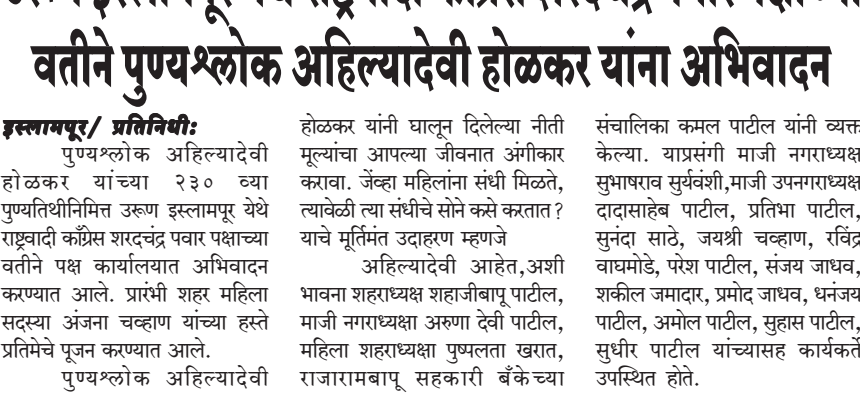 वतीने पुण्यश्लोक अहिल्यादेवी होळकर यांना अभिवादन
इस्लामपूर/ प्रतिनिधी:
पुण्यश्लोक अहिल्यादेवी
होळकर यांच्या २३० व्या
पुण्यतिथीनिमित्त उरूण इस्लामपूर येथे
राष्ट्रवादी काँग्रेस शरदचंद्र पवार पक्षाच्या
वतीने पक्ष कार्यालयात अभिवादन
करण्यात आले. प्रारंभी शहर महिला
सदस्या अंजना चव्हाण यांच्या हस्ते
प्रतिमेचे पूजन करण्यात आले.
पुण्यश्लोक अहिल्यादेवी
होळकर यांनी घालून दिलेल्या नीती
मूल्यांचा आपल्या जीवनात अंगीकार
करावा. जेंव्हा महिलांना संधी मिळते,
त्यावेळी त्या संधीचे सोने कसे करतात?
याचे मूर्तिमंत उदाहरण म्हणजे
अहिल्यादेवी आहेत,अशी
भावना शहराध्यक्ष शहाजीबापू पाटील,
माजी नगराध्यक्षा अरुणा देवी पाटील,
महिला शहराध्यक्षा पुष्पलता खरात,
राजारामबापू सहकारी बँकेच्या
संचालिका कमल पाटील यांनी व्यक्त
केल्या. याप्रसंगी माजी नगराध्यक्ष
सुभाषराव सुर्यवंशी,माजी उपनगराध्यक्ष
दादासाहेब पाटील, प्रतिभा पाटील,
सुनंदा साठे, जयश्री चव्हाण, रविंद्र
वाघमोडे, परेश पाटील, संजय जाधव,
शकील जमादार, प्रमोद जाधव, धनंजय
पाटील, अमोल पाटील, सुहास पाटील,
सुधीर पाटील यांच्यासह कार्यकर्ते
उपस्थित होते.